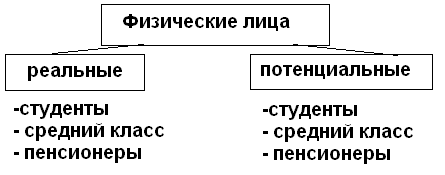 Физические лица
реальные
-студенты
- средний класс
- пенсионеры
потенциальные
-студенты
- средний класс
- пенсионеры